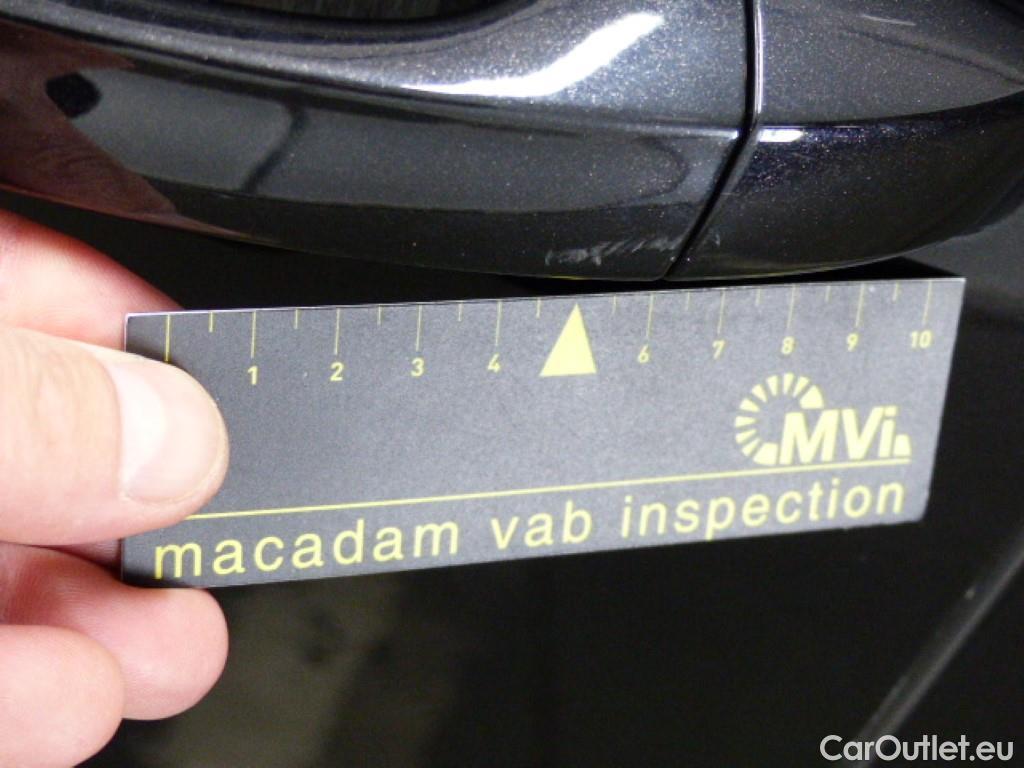 1 2 3 4 6 7 8 9 10
MVi
macadam vab inspection
CarOutlet.eu